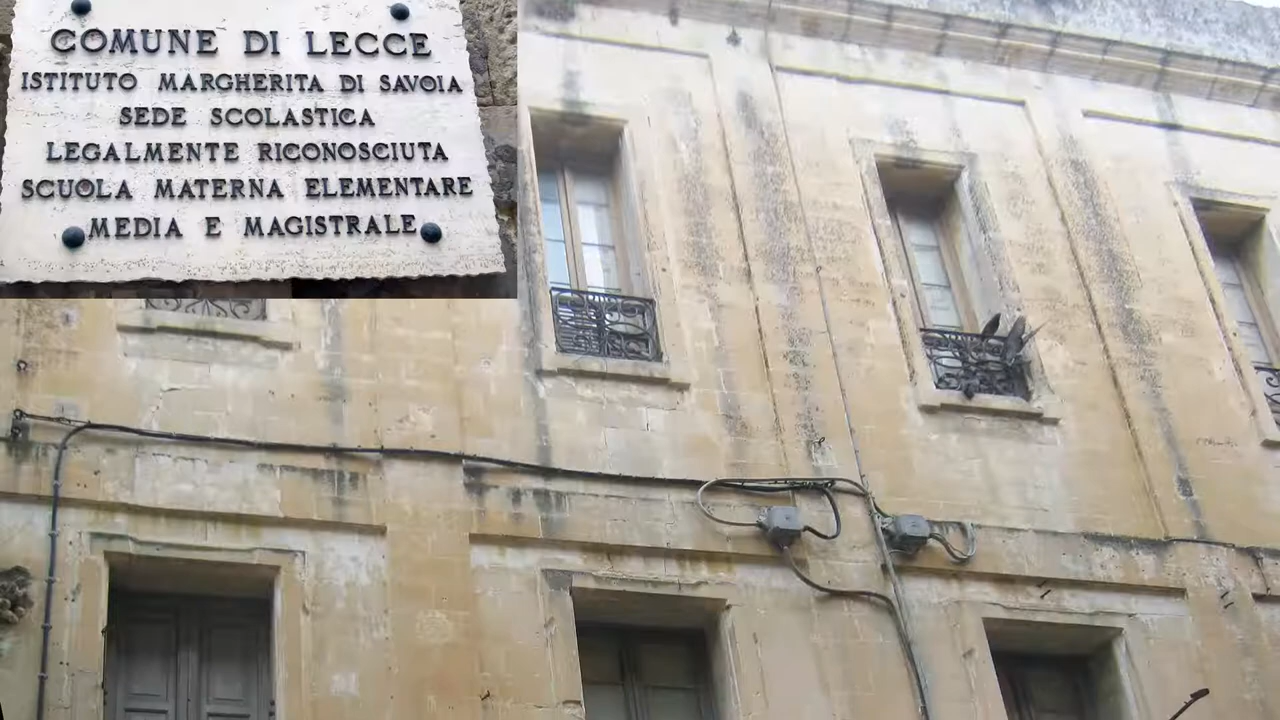 COMUNE DI LECCE
ISTITUTO MARGHERITA DI SAVOIA
SEDE SCOLASTICA
LEGALMENTE RICONOSCIUTA
SCUOLA MATERNA ELEMENTARE
MEDIA E MAGISTRALE